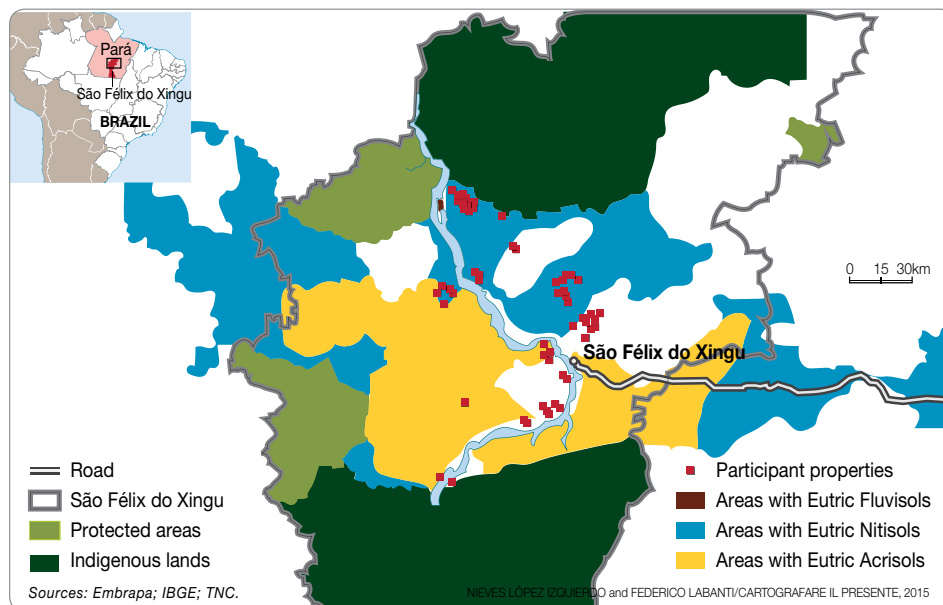 Pará
São Félix do Xingu
BRAZIL
0 15 30km
São Félix do Xingu
Road
São Félix do Xingu
Protected areas
Indigenous lands
Participant properties
Areas with Eutric Fluvisols
Areas with Eutric Nitisols
Areas with Eutric Acrisols
Sources: Embrapa; IBGE; TNC.
NIEVES LÓPEZ IZQUIERDO and FEDERICO LABANTI/CARTOGRAFARE IL PRESENTE, 2015